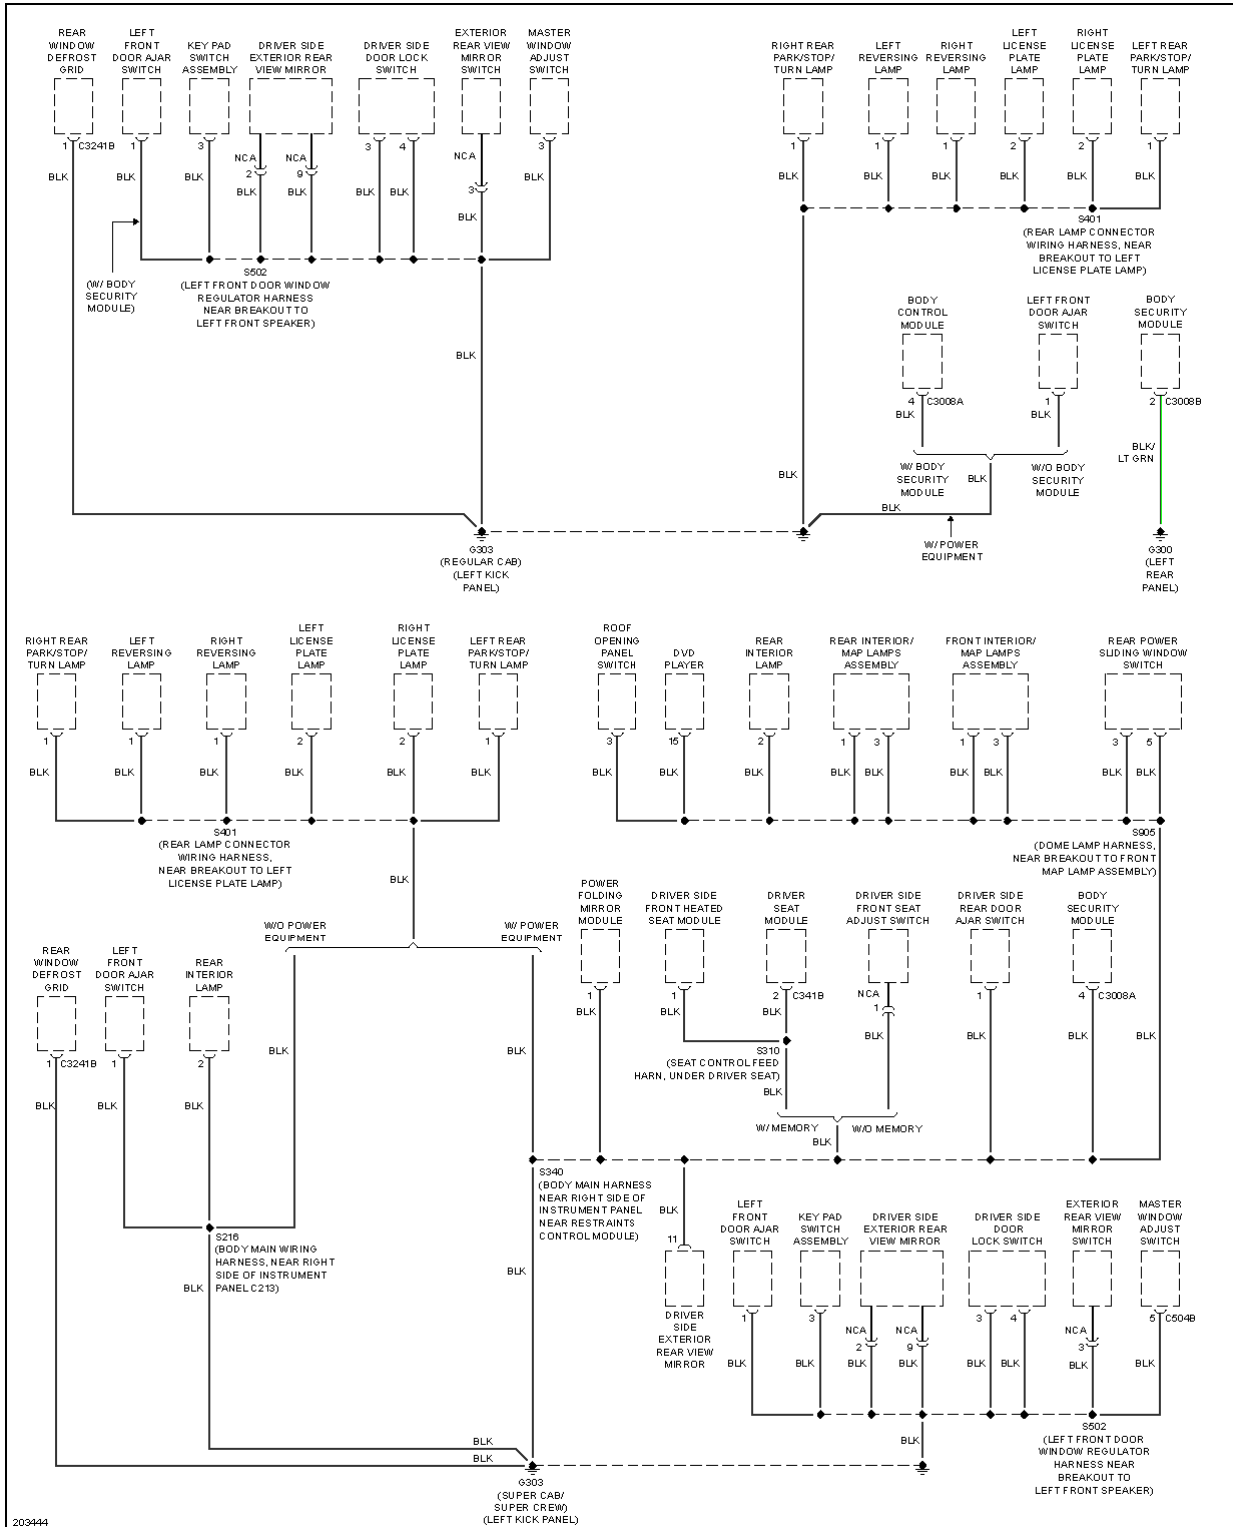 REAR
WINDOW
DEFROST
GRID
LEFT
FRONT
DOOR AJAR
SWITCH
KEY PAD
SWITCH
ASSEMBLY
DRIVER SIDE
EXTERIOR REAR
VIEW MIRROR
DRIVER SIDE
DOOR LOCK
SWITCH
EXTERIOR
REAR VIEW
MIRROR
SWITCH
MASTER
WINDOW
ADJUST
SWITCH
1 C3241B 1 3 3 4 3
NCA NCA NCA
2 9 3
BLK BLK BLK BLK BLK BLK BLK BLK BLK
(W/ BODY
SECURITY
MODULE)
S502
(LEFT FRONT DOOR WINDOW
REGULATOR HARNESS
NEAR BREAKOUT TO
LEFT FRONT SPEAKER)
BLK
G303
(REGULAR CAB)
(LEFT KICK
PANEL)
RIGHT REAR
PARK/STOP/
TURN LAMP
LEFT
REVERSING
LAMP
RIGHT
REVERSING
LAMP
LEFT
LICENSE
PLATE
LAMP
RIGHT
LICENSE
PLATE
LAMP
LEFT REAR
PARK/STOP/
TURN LAMP
1 1 1 2 2 1
BLK BLK BLK BLK BLK BLK
S401
(REAR LAMP CONNECTOR
WIRING HARNESS, NEAR
BREAKOUT TO LEFT
LICENSE PLATE LAMP)
BODY
CONTROL
MODULE
LEFT FRONT
DOOR AJAR
SWITCH
BODY
SECURITY
MODULE
4 C3008A 1 2 C3008B
BLK BLK
BLK/
LT GRN
W/ BODY
SECURITY
MODULE
BLK
W/O BODY
SECURITY
MODULE
BLK
BLK
W/ POWER
EQUIPMENT
G300
(LEFT
REAR
PANEL)
RIGHT REAR
PARK/STOP/
TURN LAMP
LEFT
REVERSING
LAMP
RIGHT
REVERSING
LAMP
LEFT
LICENSE
PLATE LAMP
RIGHT
LICENSE
PLATE
LAMP
LEFT REAR
PARK/STOP/
TURN LAMP
1 1 1 2 2 1
BLK BLK BLK BLK BLK BLK
S401
(REAR LAMP CONNECTOR
WIRING HARNESS,
NEAR BREAKOUT TO LEFT
LICENSE PLATE LAMP)
BLK
W/O POWER
EQUIPMENT
W/ POWER
EQUIPMENT
ROOF
OPENING
PANEL
SWITCH
DVD
PLAYER
REAR
INTERIOR
LAMP
REAR INTERIOR/
MAP LAMPS
ASSEMBLY
FRONT INTERIOR/
MAP LAMPS
ASSEMBLY
REAR POWER
SLIDING WINDOW
SWITCH
3 15 2 1 3 1 3 3 5
BLK BLK BLK BLK BLK BLK BLK BLK BLK
S905
(DOME LAMP HARNESS,
NEAR BREAKOUT TO FRONT
MAP LAMP ASSEMBLY)
REAR
WINDOW
DEFROST
GRID
LEFT
FRONT
DOOR AJAR
SWITCH
REAR
INTERIOR
LAMP
1 C3241B 1 2
BLK BLK
BLK BLK BLK
S216
(BODY MAIN WIRING
HARNESS, NEAR RIGHT
SIDE OF INSTRUMENT
PANEL C213)
BLK
BLK
POWER
FOLDING
MIRROR
MODULE
DRIVER SIDE
FRONT HEATED
SEAT MODULE
DRIVER
SEAT
MODULE
DRIVER SIDE
FRONT SEAT
ADJUST SWITCH
DRIVER SIDE
REAR DOOR
AJAR SWITCH
BODY
SECURITY
MODULE
1 1 2 C341B NCA 1 1 4 C3008A
BLK BLK BLK BLK BLK BLK BLK
S310
(SEAT CONTROL FEED
HARN, UNDER DRIVER SEAT)
BLK
W/ MEMORY
W/O MEMORY
BLK
S340
(BODY MAIN HARNESS
NEAR RIGHT SIDE OF
INSTRUMENT PANEL
NEAR RESTRAINTS
CONTROL MODULE)
BLK
11
DRIVER
SIDE
EXTERIOR
REAR VIEW
MIRROR
LEFT
FRONT
DOOR AJAR
SWITCH
KEY PAD
SWITCH
ASSEMBLY
DRIVER SIDE
EXTERIOR REAR
VIEW MIRROR
DRIVER SIDE
DOOR
LOCK SWITCH
EXTERIOR
REAR VIEW
MIRROR
SWITCH
MASTER
WINDOW
ADJUST
SWITCH
1 3 3 4 5 C504B
NCA NCA NCA
2 9 3
BLK BLK BLK BLK BLK BLK BLK BLK
S502
(LEFT FRONT DOOR
WINDOW REGULATOR
HARNESS NEAR
BREAKOUT TO
LEFT FRONT SPEAKER)
BLK
BLK
BLK
G303
(SUPER CAB/
SUPER CREW)
(LEFT KICK PANEL)
203444